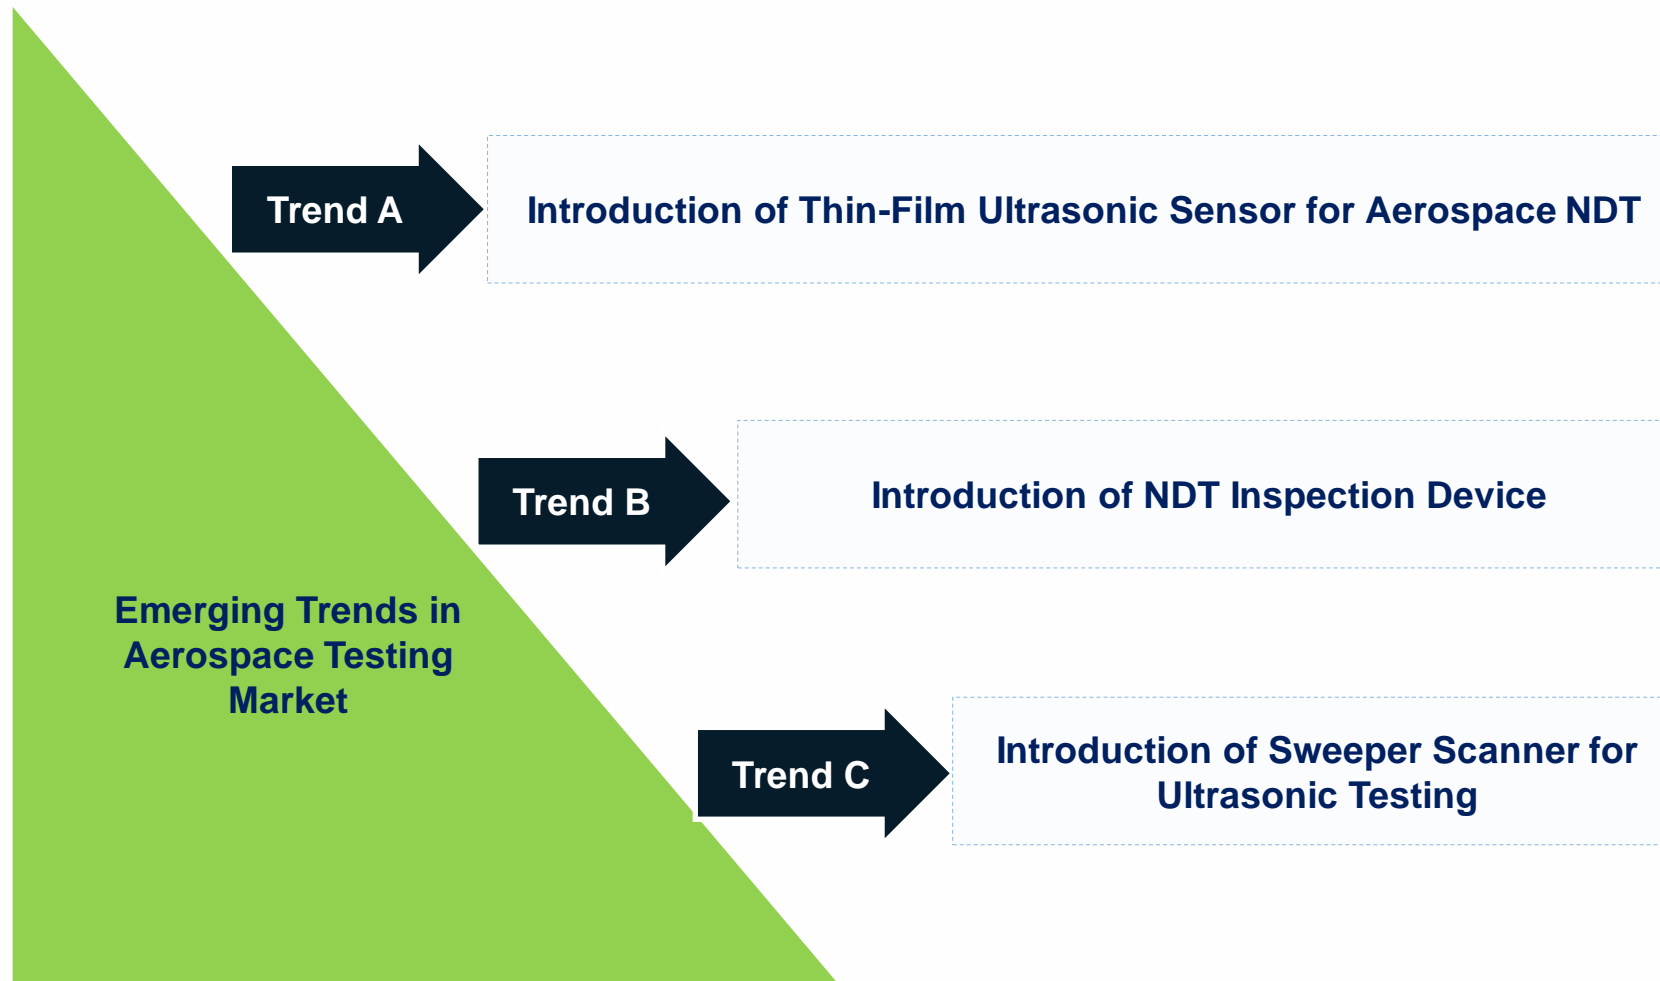 Trend A
Introduction of Thin-Film Ultrasonic Sensor for Aerospace NDT
Trend B
Introduction of NDT Inspection Device
Emerging Trends in
Aerospace Testing
Market
Trend C
Introduction of Sweeper Scanner for
Ultrasonic Testing